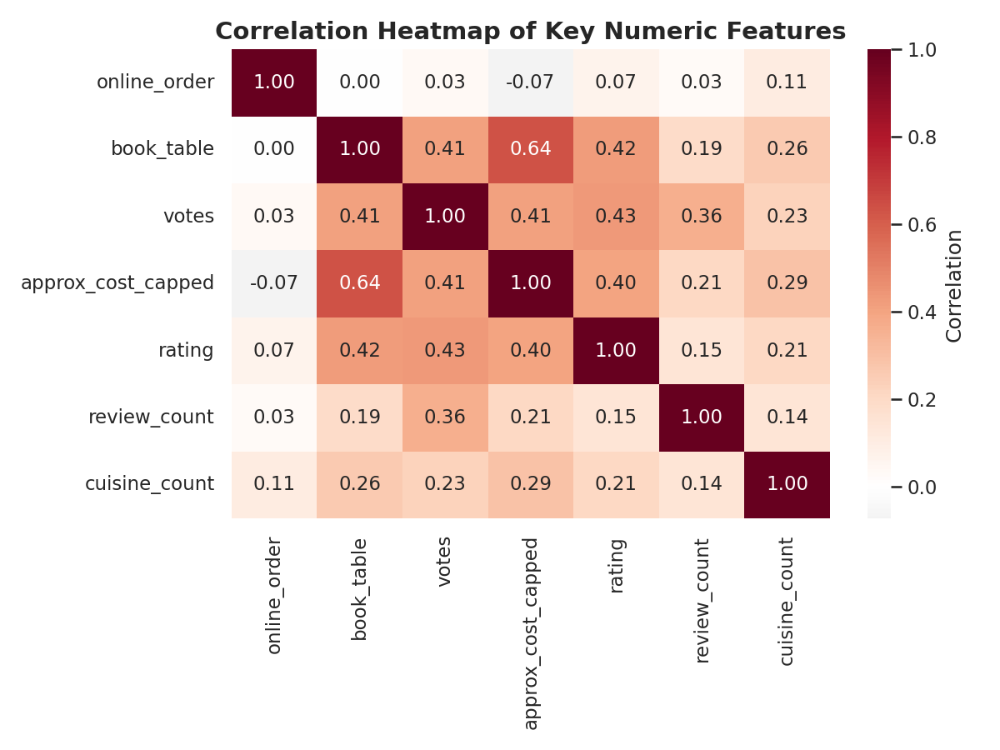 Correlation Heatmap of Key Numeric Features
online_order 1.00 0.00 0.03 -0.07 0.07 0.03 0.11
book_table 0.00 1.00 0.41 0.64 0.42 0.19 0.26
votes 0.03 0.41 1.00 0.41 0.43 0.36 0.23
approx_cost_capped -0.07 0.64 0.41 1.00 0.40 0.21 0.29
rating 0.07 0.42 0.43 0.40 1.00 0.15 0.21
review_count 0.03 0.19 0.36 0.21 0.15 1.00 0.14
cuisine_count 0.11 0.26 0.23 0.29 0.21 0.14 1.00
online_order
book_table
votes
approx_cost_capped
rating
review_count
cuisine_count
1.0
0.8
0.6
0.4
0.2
0.0
Correlation